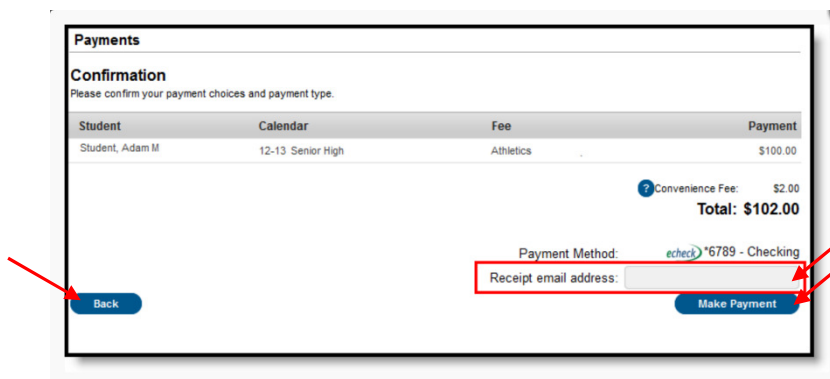 Payments
Confirmation
Please confirm your payment choices and payment type.
Student Calendar Fee Payment
Student, Adam M 12-13 Senior High Athletics $100.00
? Convenience Fee: $2.00
Total: $102.00
Payment Method: echeck *6789 - Checking
Receipt email address:
Back Make Payment